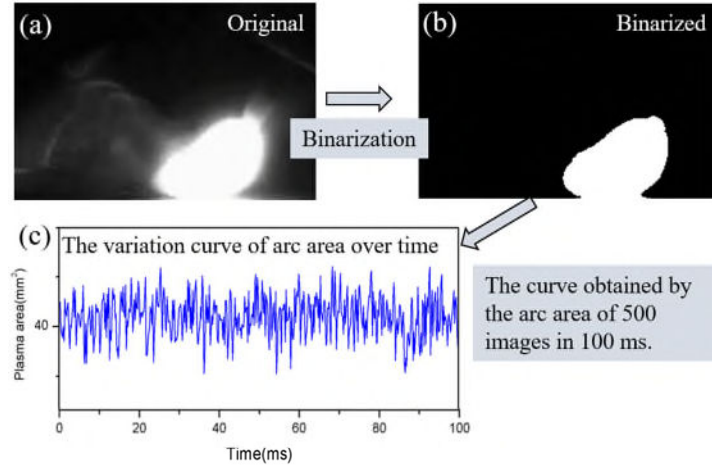 (a)
Original
(b)
Binarized
Binarization
(c)
The variation curve of arc area over time
Plasma area(mm²)
40
0
20
40
60
80
100
Time(ms)
The curve obtained by
the arc area of 500
images in 100 ms.